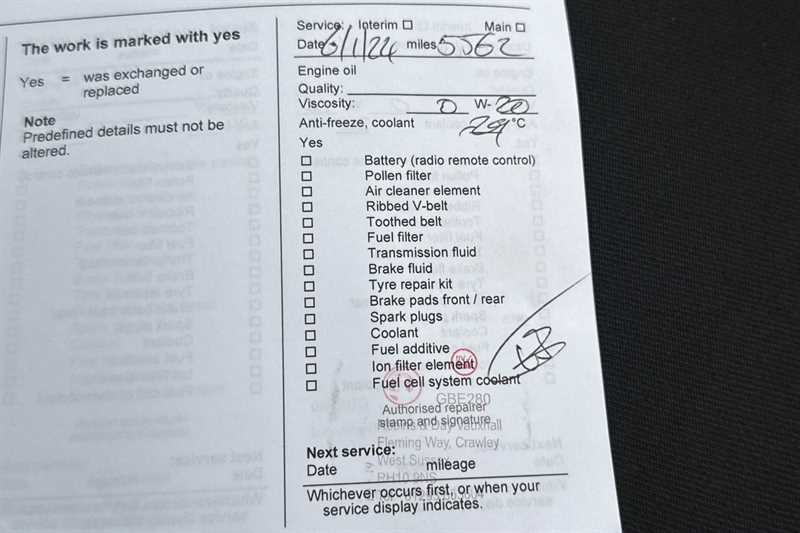 The work is marked with yes
Yes = was exchanged or
replaced
Note
Predefined details must not be
altered.
Service: Interim ☐ Main ☐
Date 6/1/24 miles 5562
Engine oil
Quality:
Viscosity: 0 W-20
Anti-freeze, coolant °C
Yes
☐ Battery (radio remote control)
☐ Pollen filter
☐ Air cleaner element
☐ Ribbed V-belt
☐ Toothed belt
☐ Fuel filter
☐ Transmission fluid
☐ Brake fluid
☐ Tyre repair kit
☐ Brake pads front / rear
☐ Spark plugs
☐ Coolant
☐ Fuel additive
☐ Ion filter element
☐ Fuel cell system coolant
GBE280
Authorised repairer
stamp and signature
& Day Vauxhall
Fleming Way, Crawley
Next service:
West Sussex
Date mileage
RH10 9NS
Whichever occurs first, or when your
service display indicates.